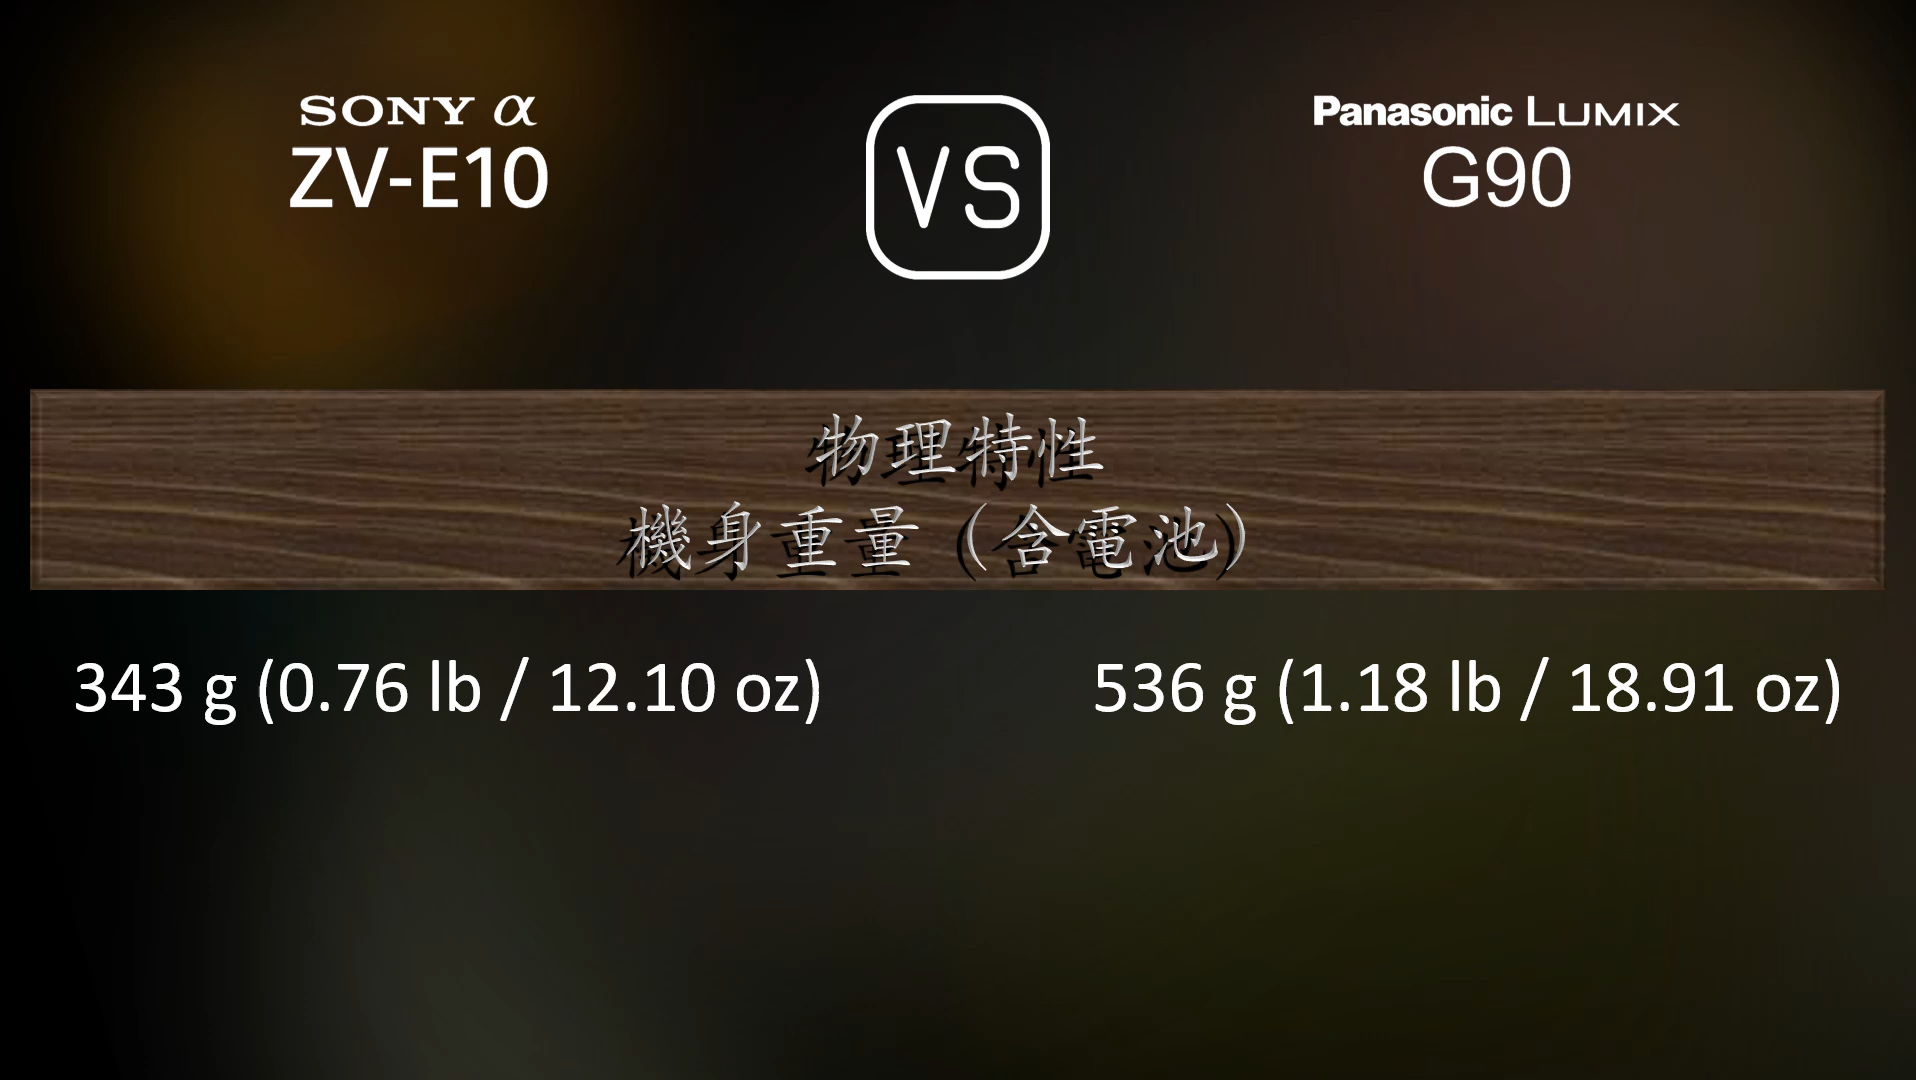 SONY α
ZV-E10
VS
Panasonic LUMIX
G90
物理特性
機身重量 (含電池)
343 g (0.76 lb / 12.10 oz)
536 g (1.18 lb / 18.91 oz)